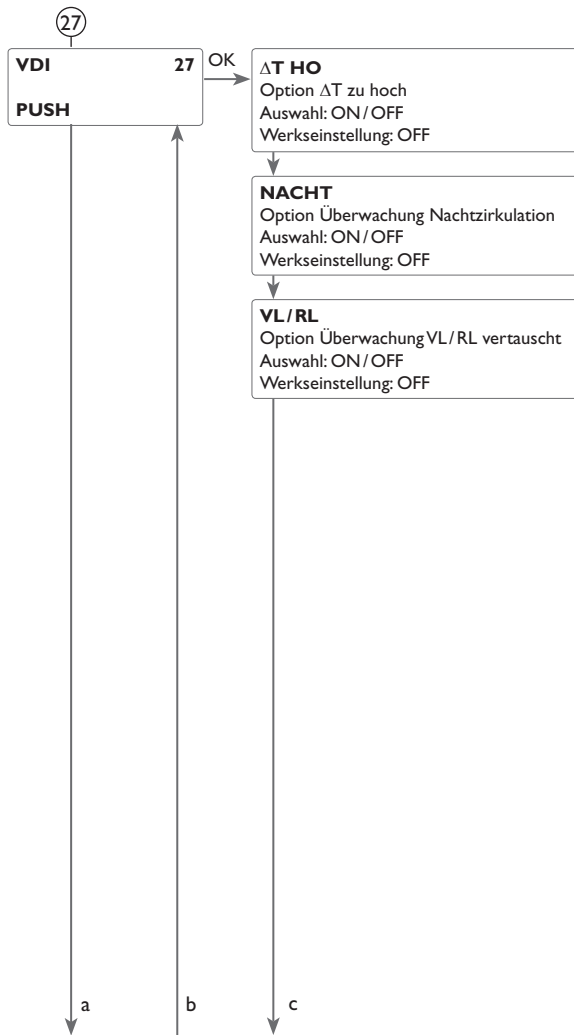 27
VDI 27
PUSH
OK
ΔT HO
Option ΔT zu hoch
Auswahl: ON / OFF
Werkseinstellung: OFF
NACHT
Option Überwachung Nachtzirkulation
Auswahl: ON / OFF
Werkseinstellung: OFF
VL / RL
Option Überwachung VL / RL vertauscht
Auswahl: ON / OFF
Werkseinstellung: OFF
a
b
c